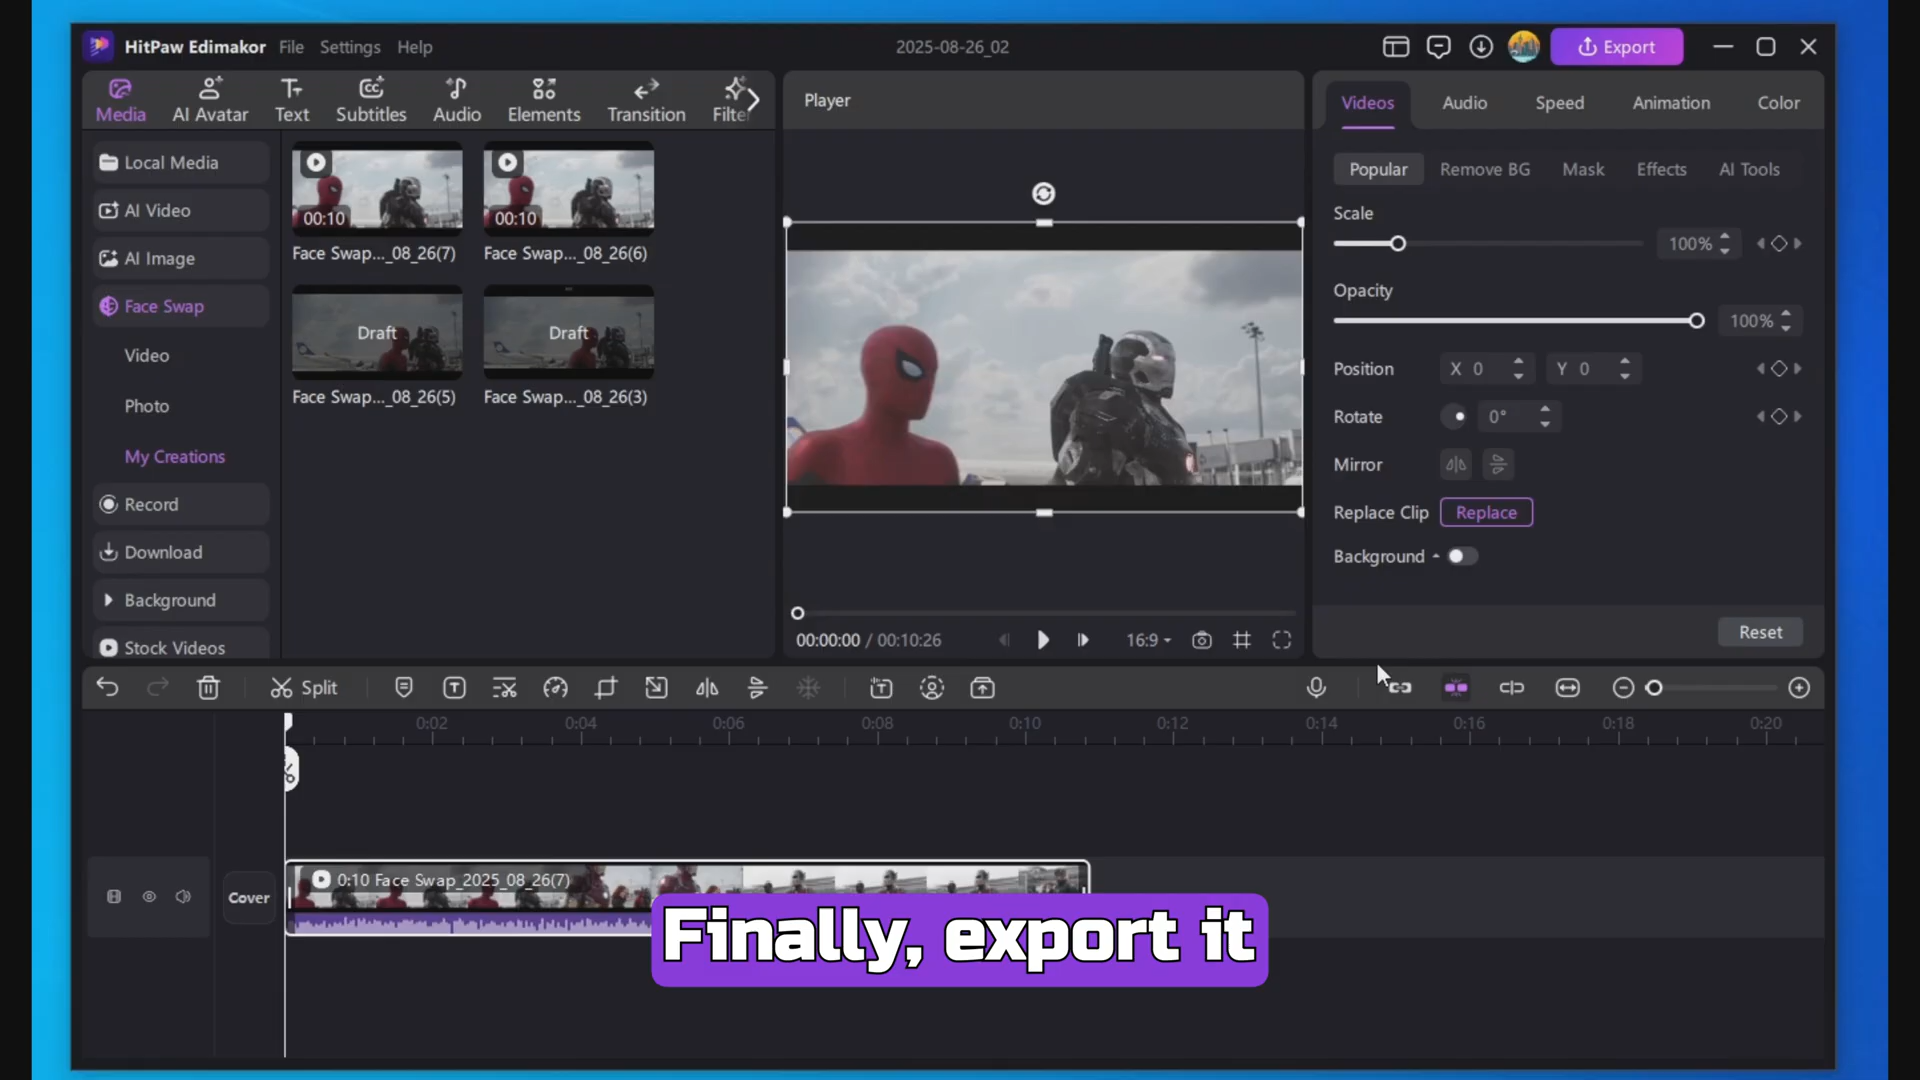 HitPaw Edimakor File Settings Help
2025-08-26_02
Export
Media
AI Avatar
Text
Subtitles
Audio
Elements
Transition
Filte
Local Media
AI Video
AI Image
Face Swap
Video
Photo
My Creations
Record
Download
Background
Stock Videos
00:10
00:10
Face Swap..._08_26(7)
Face Swap..._08_26(6)
Draft
Draft
Face Swap..._08_26(5)
Face Swap..._08_26(3)
Player
00:00:00 / 00:10:26
16:9
Videos
Audio
Speed
Animation
Color
Popular
Remove BG
Mask
Effects
AI Tools
Scale
100%
Opacity
100%
Position
X 0
Y 0
Rotate
0°
Mirror
Replace Clip
Replace
Background
Reset
Split
0:02
0:04
0:06
0:08
0:10
0:12
0:14
0:16
0:18
0:20
Cover
0:10 Face Swap_2025_08_26(7)
Finally, export it